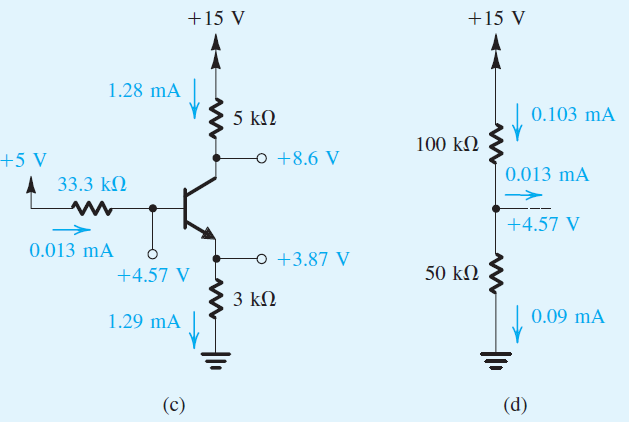 +15 V
1.28 mA
5 kΩ
+8.6 V
+5 V
33.3 kΩ
0.013 mA
+4.57 V
+3.87 V
3 kΩ
1.29 mA
(c)
+15 V
0.103 mA
100 kΩ
0.013 mA
+4.57 V
50 kΩ
0.09 mA
(d)